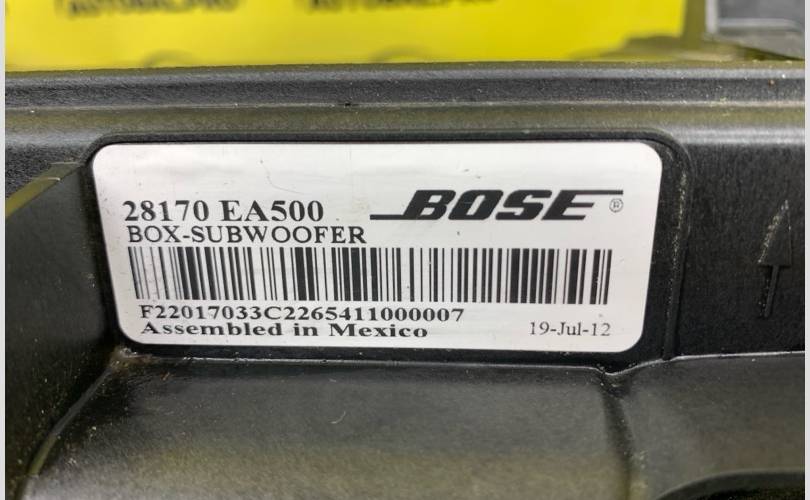 28170 EA500 BOSE ®
BOX-SUBWOOFER
F22017033C2265411000007
Assembled in Mexico 19-Jul-12